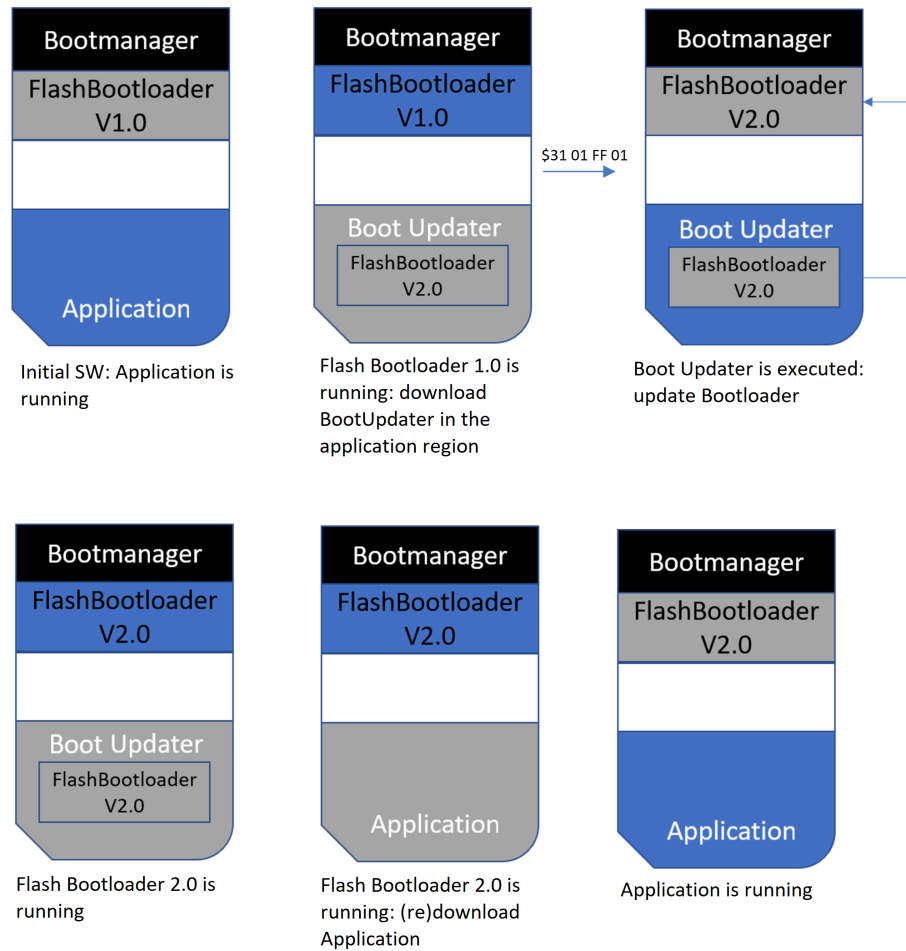 Bootmanager
FlashBootloader
V1.0
Application
Initial SW: Application is
running
Bootmanager
FlashBootloader
V1.0
Boot Updater
FlashBootloader
V2.0
Flash Bootloader 1.0 is
running: download
BootUpdater in the
application region
$31 01 FF 01
Bootmanager
FlashBootloader
V2.0
Boot Updater
FlashBootloader
V2.0
Boot Updater is executed:
update Bootloader
Bootmanager
FlashBootloader
V2.0
Boot Updater
FlashBootloader
V2.0
Flash Bootloader 2.0 is
running
Bootmanager
FlashBootloader
V2.0
Application
Flash Bootloader 2.0 is
running: (re)download
Application
Bootmanager
FlashBootloader
V2.0
Application
Application is running